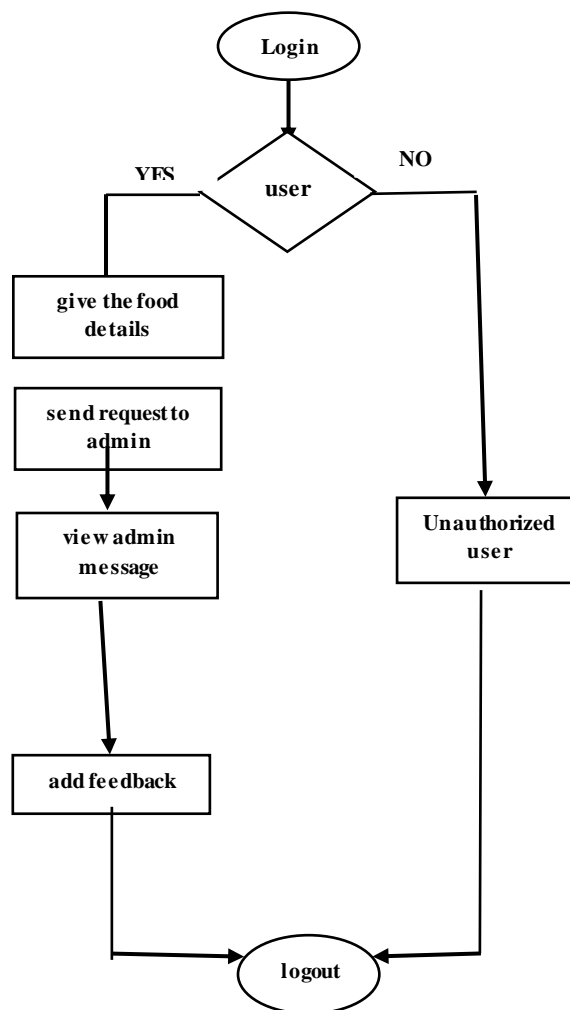 Login
YES
NO
user
give the food
details
send request to
admin
view admin
message
Unauthorized
user
add feedback
logout